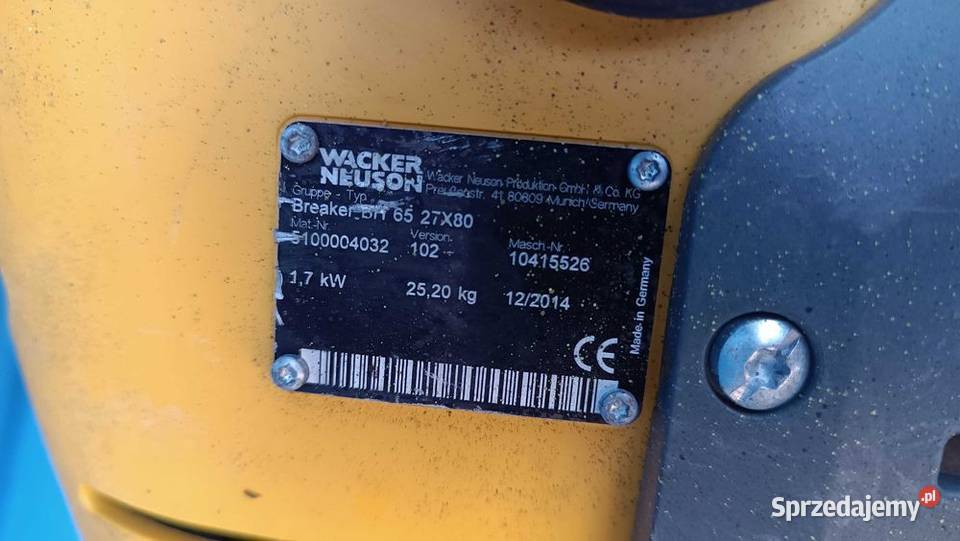 WACKER
NEUSON
Wacker Neuson Produktion GmbH & Co. KG
Preußenstr. 41 80809 Munich/Germany
Gruppe - Typ
Breaker BH 65 27X80
Mat.-Nr.
5100004032
Version
102
Masch.-Nr.
10415526
1,7 kW
25,20 kg
12/2014
CE
Made in Germany
Sprzedajemy.pl